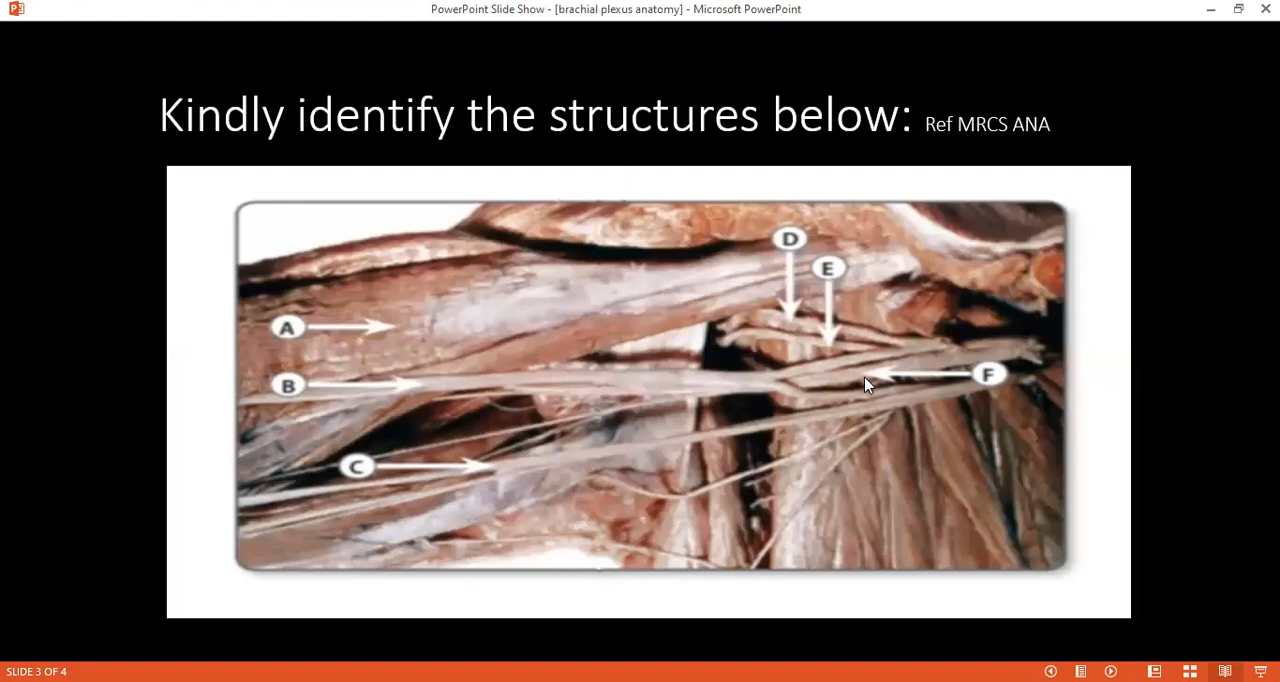 PowerPoint Slide Show - [brachial plexus anatomy] - Microsoft PowerPoint
Kindly identify the structures below: Ref MRCS ANA
D
E
A
F
B
C
SLIDE 3 OF 4